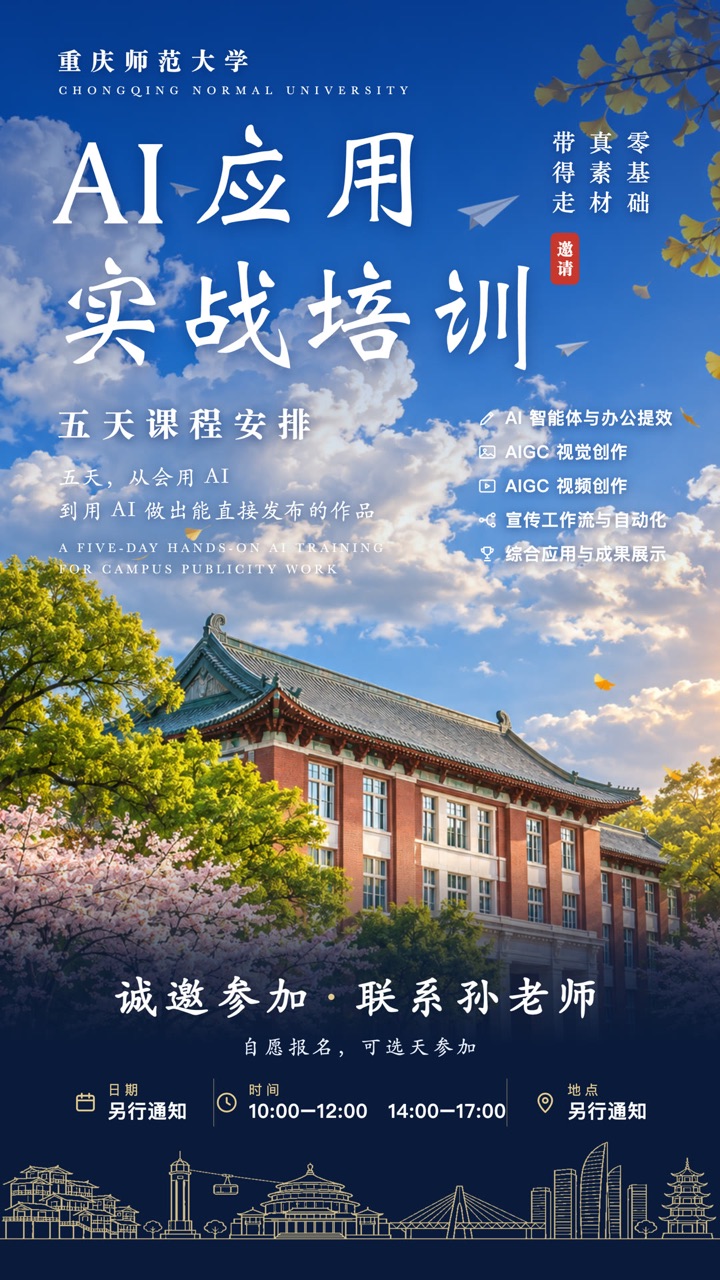 重庆师范大学
CHONGQING NORMAL UNIVERSITY
AI应用
实战培训
零基础
真素材
带得走
邀请
五天课程安排
五天，从会用 AI
到用 AI 做出能直接发布的作品
A FIVE-DAY HANDS-ON AI TRAINING
FOR CAMPUS PUBLICITY WORK
AI 智能体与办公提效
AIGC 视觉创作
AIGC 视频创作
宣传工作流与自动化
综合应用与成果展示
诚邀参加·联系孙老师
自愿报名，可选天参加
日期
另行通知
时间
10:00—12:00 14:00—17:00
地点
另行通知